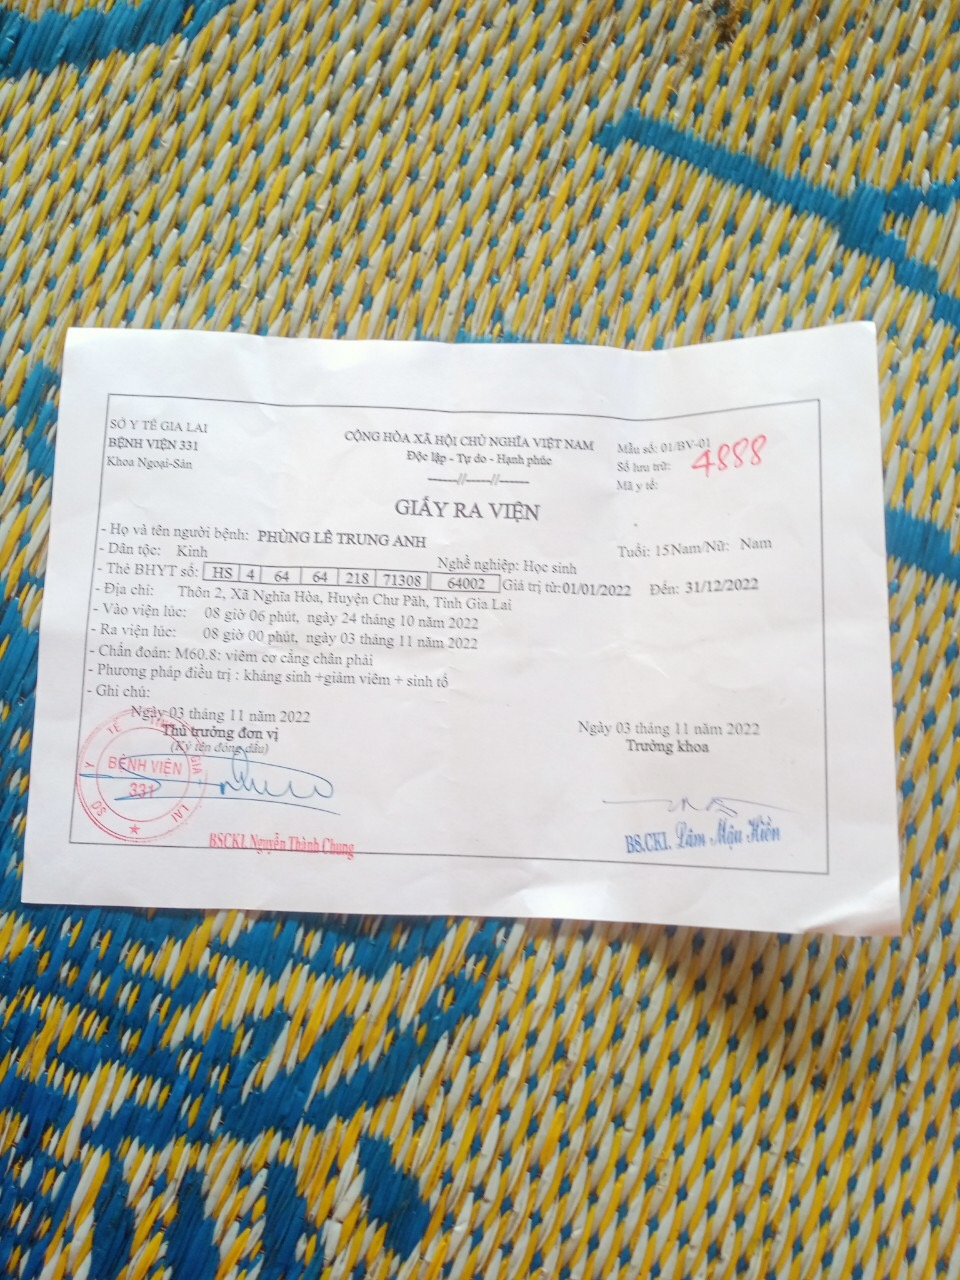 SỞ Y TẾ GIA LAI
BỆNH VIỆN 331
Khoa Ngoại-Sản
CỘNG HÒA XÃ HỘI CHỦ NGHĨA VIỆT NAM
Độc lập - Tự do - Hạnh phúc
------//-----//------
Mẫu số: 01/BV-01
Số lưu trữ: 4888
Mã y tế:
GIẤY RA VIỆN
- Họ và tên người bệnh: PHÙNG LÊ TRUNG ANH
Tuổi: 15Nam/Nữ: Nam
- Dân tộc: Kinh
Nghề nghiệp: Học sinh
- Thẻ BHYT số: HS 4 64 64 218 71308 64002 Giá trị từ: 01/01/2022 Đến: 31/12/2022
- Địa chỉ: Thôn 2, Xã Nghĩa Hòa, Huyện Chư Păh, Tỉnh Gia Lai
- Vào viện lúc: 08 giờ 06 phút, ngày 24 tháng 10 năm 2022
- Ra viện lúc: 08 giờ 00 phút, ngày 03 tháng 11 năm 2022
- Chẩn đoán: M60.8: viêm cơ cẳng chân phải
- Phương pháp điều trị : kháng sinh +giảm viêm + sinh tố
- Ghi chú:
Ngày 03 tháng 11 năm 2022
Thủ trưởng đơn vị
(Ký tên đóng dấu)
SỞ Y TẾ TỈNH GIA LAI
BỆNH VIỆN
331
BSCKI. Nguyễn Thành Chung
Ngày 03 tháng 11 năm 2022
Trưởng khoa
BS.CKI. Lâm Mậu Hiền